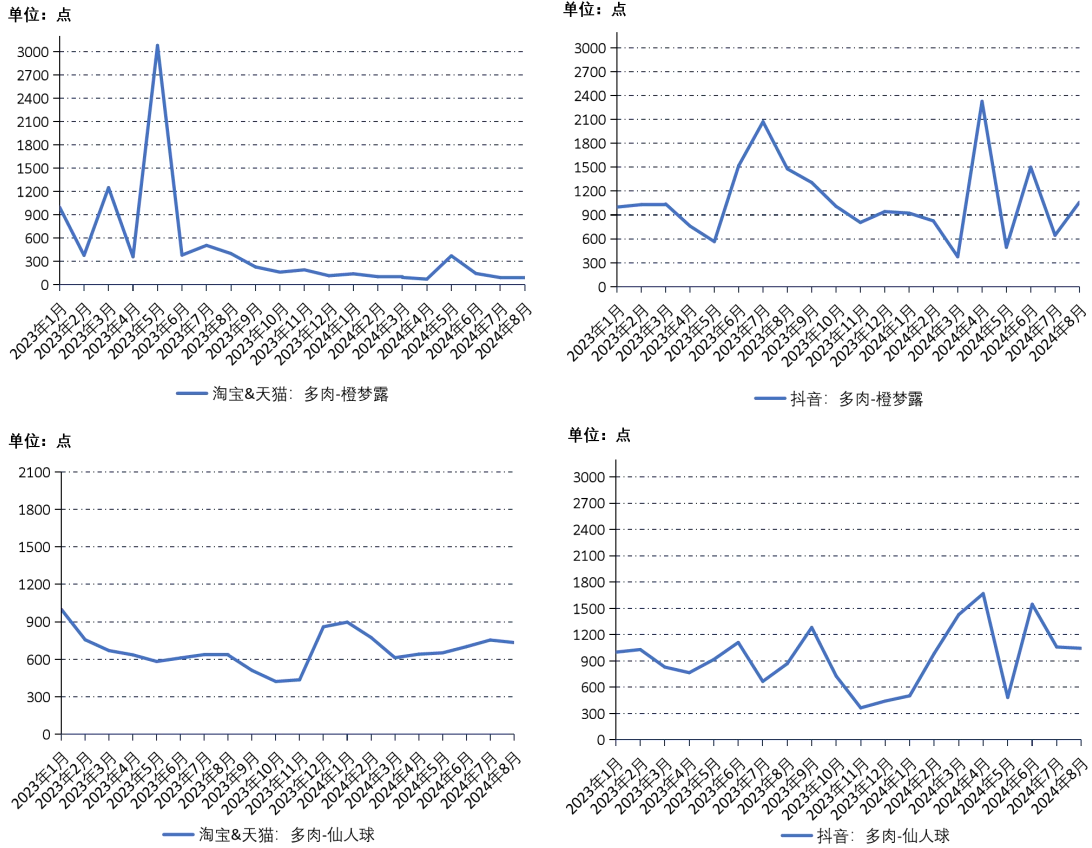 单位：点
3000
2700
2400
2100
1800
1500
1200
900
600
300
0
2023年1月
2023年2月
2023年3月
2023年4月
2023年5月
2023年6月
2023年7月
2023年8月
2023年9月
2023年10月
2023年11月
2023年12月
2024年1月
2024年2月
2024年3月
2024年4月
2024年5月
2024年6月
2024年7月
2024年8月
淘宝&天猫：多肉-橙梦露
单位：点
3000
2700
2400
2100
1800
1500
1200
900
600
300
0
2023年1月
2023年2月
2023年3月
2023年4月
2023年5月
2023年6月
2023年7月
2023年8月
2023年9月
2023年10月
2023年11月
2023年12月
2024年1月
2024年2月
2024年3月
2024年4月
2024年5月
2024年6月
2024年7月
2024年8月
抖音：多肉-橙梦露
单位：点
2100
1800
1500
1200
900
600
300
0
2023年1月
2023年2月
2023年3月
2023年4月
2023年5月
2023年6月
2023年7月
2023年8月
2023年9月
2023年10月
2023年11月
2023年12月
2024年1月
2024年2月
2024年3月
2024年4月
2024年5月
2024年6月
2024年7月
2024年8月
淘宝&天猫：多肉-仙人球
单位：点
3000
2700
2400
2100
1800
1500
1200
900
600
300
0
2023年1月
2023年2月
2023年3月
2023年4月
2023年5月
2023年6月
2023年7月
2023年8月
2023年9月
2023年10月
2023年11月
2023年12月
2024年1月
2024年2月
2024年3月
2024年4月
2024年5月
2024年6月
2024年7月
2024年8月
抖音：多肉-仙人球